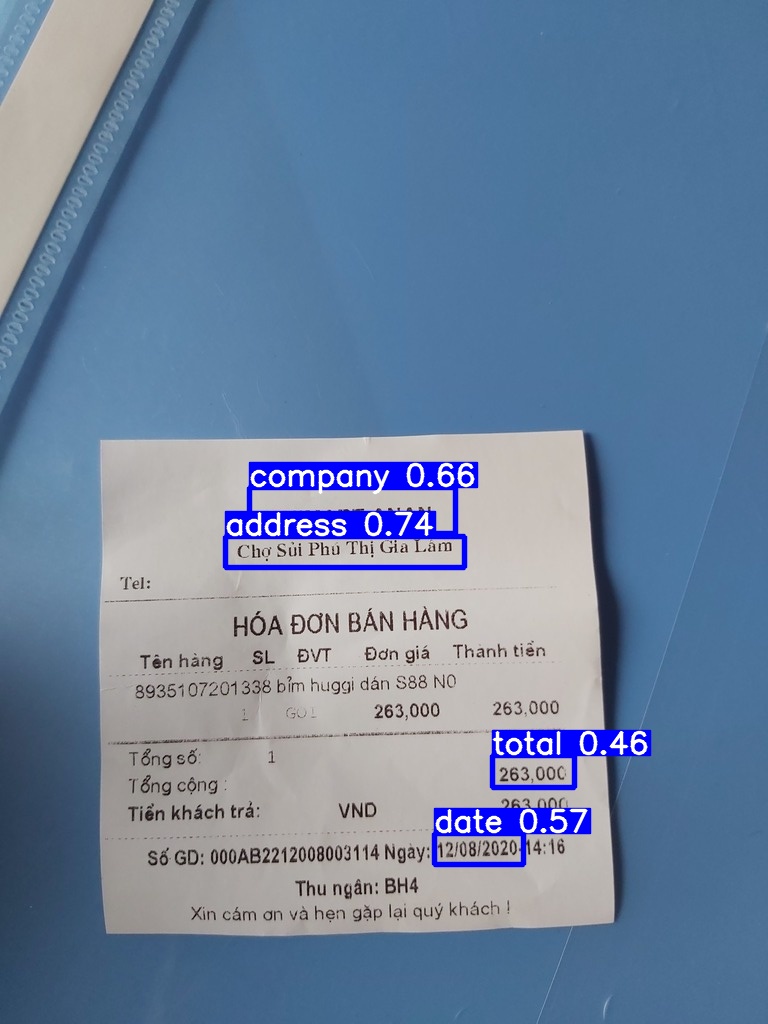 company 0.66
ANAN
address 0.74
Chợ Sủi Phú Thị Gia Lâm
Tel:
HÓA ĐƠN BÁN HÀNG
Tên hàng SL ĐVT Đơn giá Thành tiền
8935107201338 bỉm huggi dán S88 N0
1 GOI 263,000 263,000
total 0.46
Tổng số: 1
Tổng cộng : 263,000
Tiền khách trả: VND 263,000
date 0.57
Số GD: 000AB2212008003114 Ngày: 12/08/2020-14:16
Thu ngân: BH4
Xin cám ơn và hẹn gặp lại quý khách !